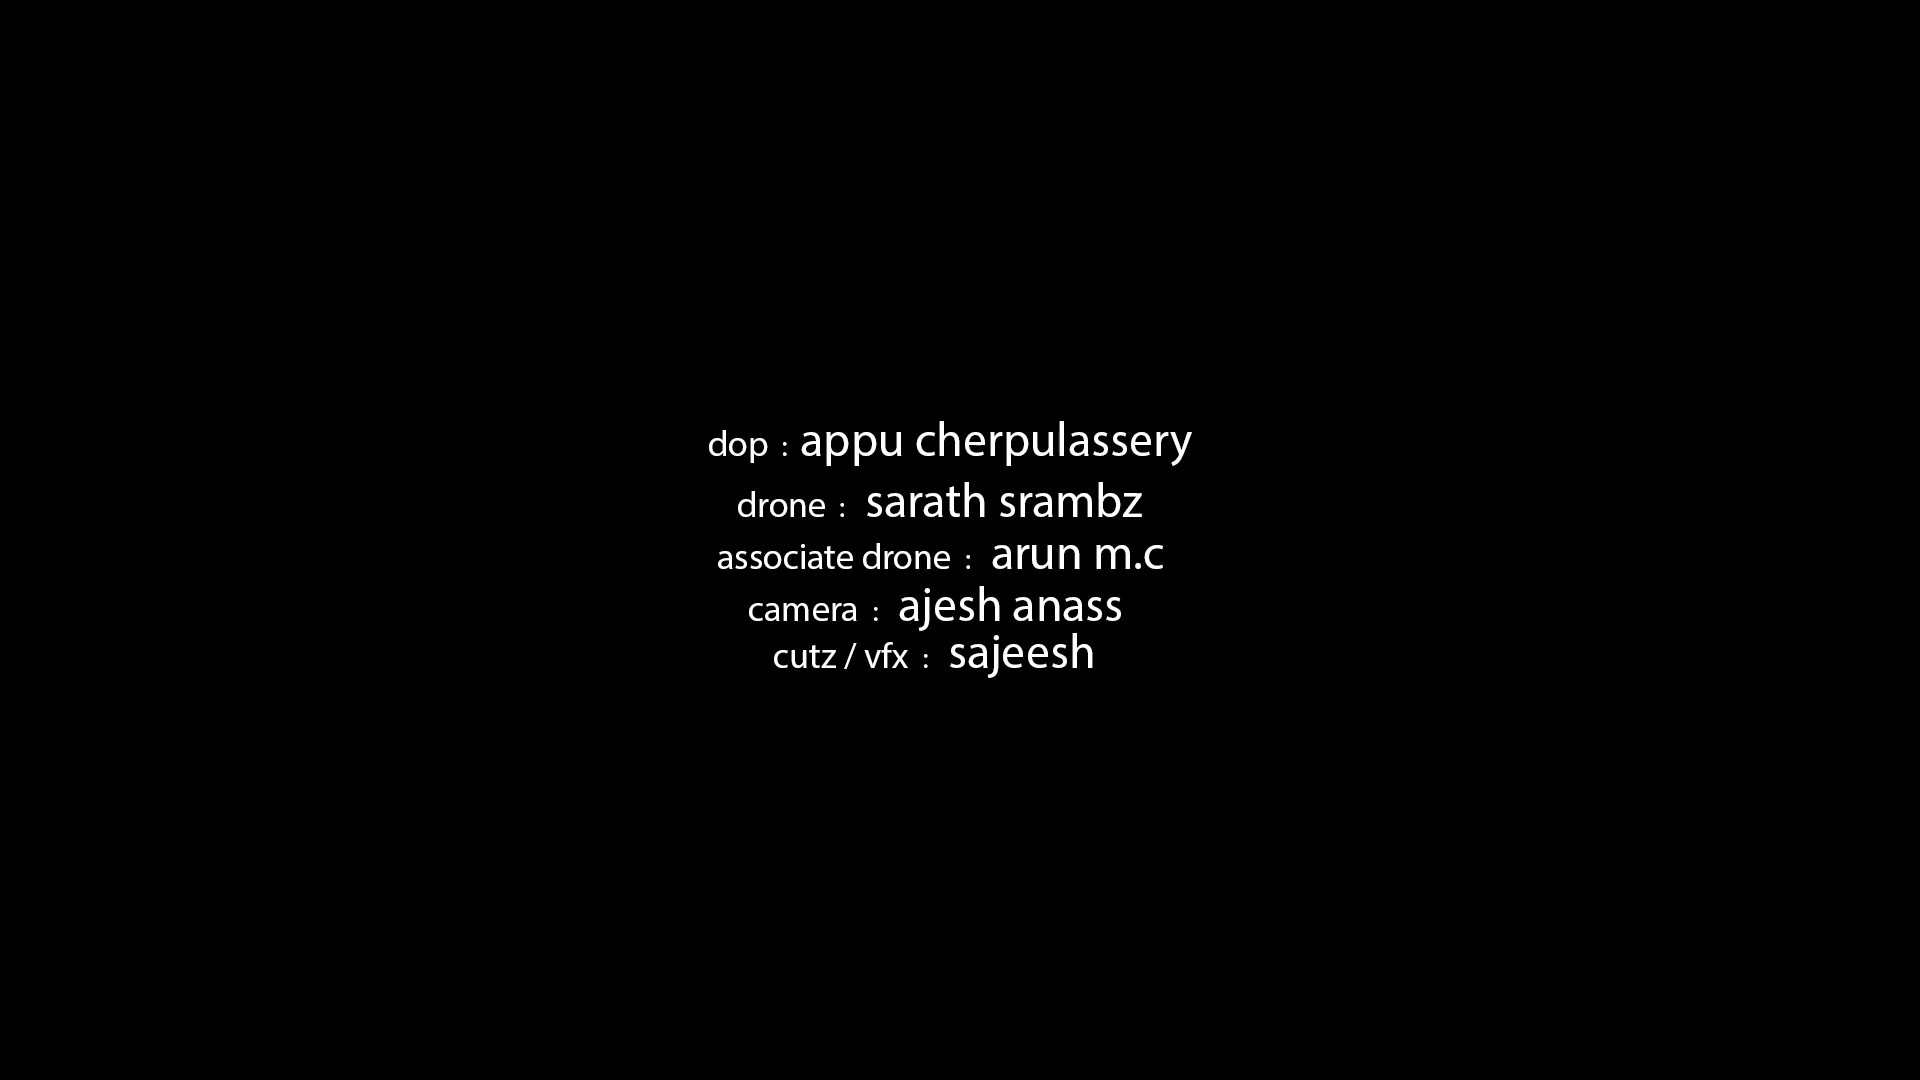 dop : appu cherpulassery
drone : sarath srambz
associate drone : arun m.c
camera : ajesh anass
cutz / vfx : sajeesh